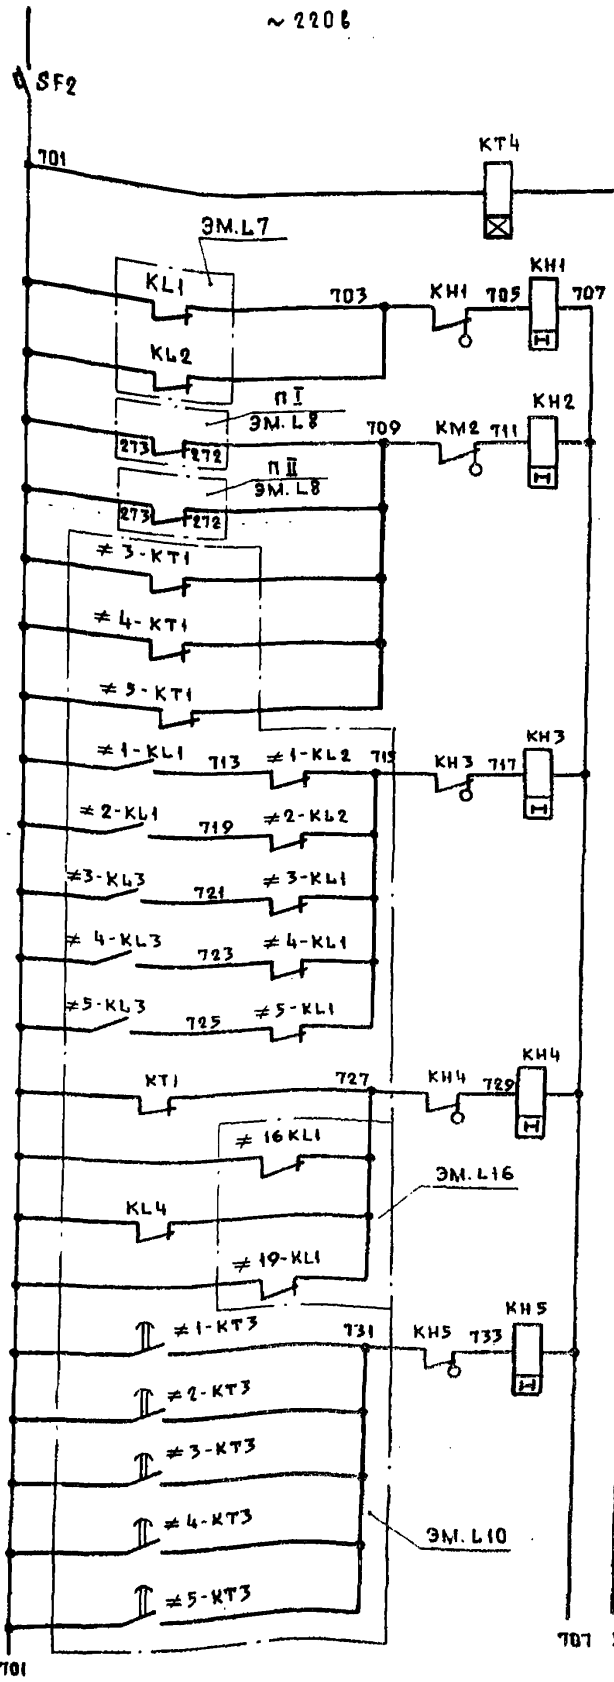 ~ 220 В
SF2
701
KT4
ЭМ.L7
KL1
703
KH1
705
KH1
707
KL2
П I
ЭМ. L8
273
272
709
KM2
711
KH2
П II
ЭМ. L8
273
272
≠ 3-KT1
≠ 4-KT1
≠ 5-KT1
≠ 1-KL1
713
≠ 1-KL2
715
KH3
717
KH3
≠ 2-KL1
719
≠ 2-KL2
≠3-KL3
721
≠ 3-KL1
≠ 4-KL3
723
≠ 4-KL1
≠5-KL3
725
≠ 5-KL1
KT1
727
KH4
729
KH4
≠ 16KL1
ЭМ. L16
KL4
≠ 19-KL1
≠ 1-KT3
731
KH5
733
KH5
≠ 2-KT3
≠ 3-KT3
≠ 4-KT3
ЭМ. L10
≠ 5-KT3
707
701